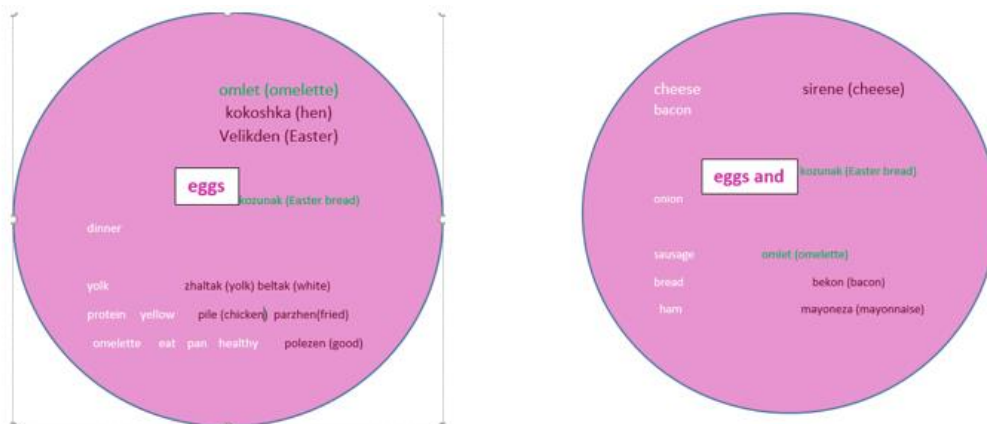 omlet (omelette)
kokoshka (hen)
Velikden (Easter)
eggs
kozunak (Easter bread)
dinner
yolk zhaltak (yolk) beltak (white)
protein yellow pile (chicken) parzhen(fried)
omelette eat pan healthy polezen (good)
cheese sirene (cheese)
bacon
eggs and
kozunak (Easter bread)
onion
sausage omlet (omelette)
bread bekon (bacon)
ham mayoneza (mayonnaise)